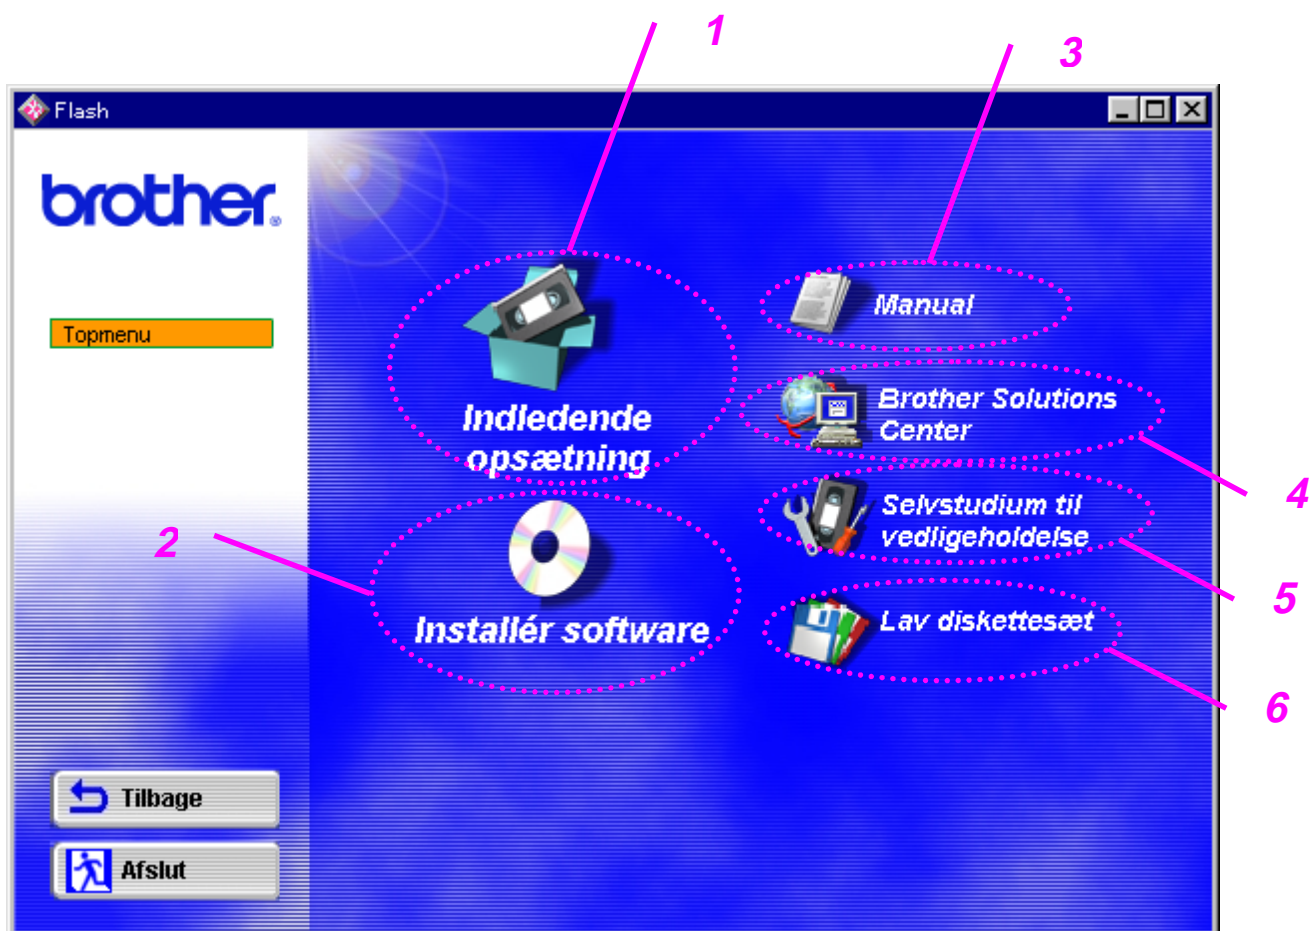 1
3
Flash
brother®
Topmenu
Manual
Indledende
opsætning
Brother Solutions
Center
4
2
Selvstudium til
vedligeholdelse
5
Installér software
Lav diskettesæt
6
Tilbage
Afslut